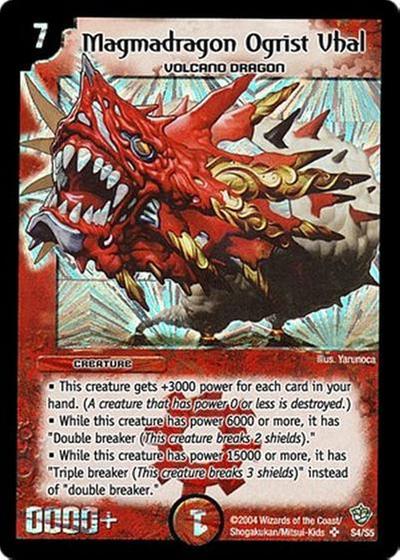 7 Magmadragon Ogrist Vhal
VOLCANO DRAGON
Illus. Yarunoca
CREATURE
▪ This creature gets +3000 power for each card in your
hand. (A creature that has power 0 or less is destroyed.)
▪ While this creature has power 6000 or more, it has
"Double breaker (This creature breaks 2 shields)."
▪ While this creature has power 15000 or more, it has
"Triple breaker (This creature breaks 3 shields)" instead
of "double breaker."
0000+
1
©2004 Wizards of the Coast/
Shogakukan/Mitsui-Kids S4/S5